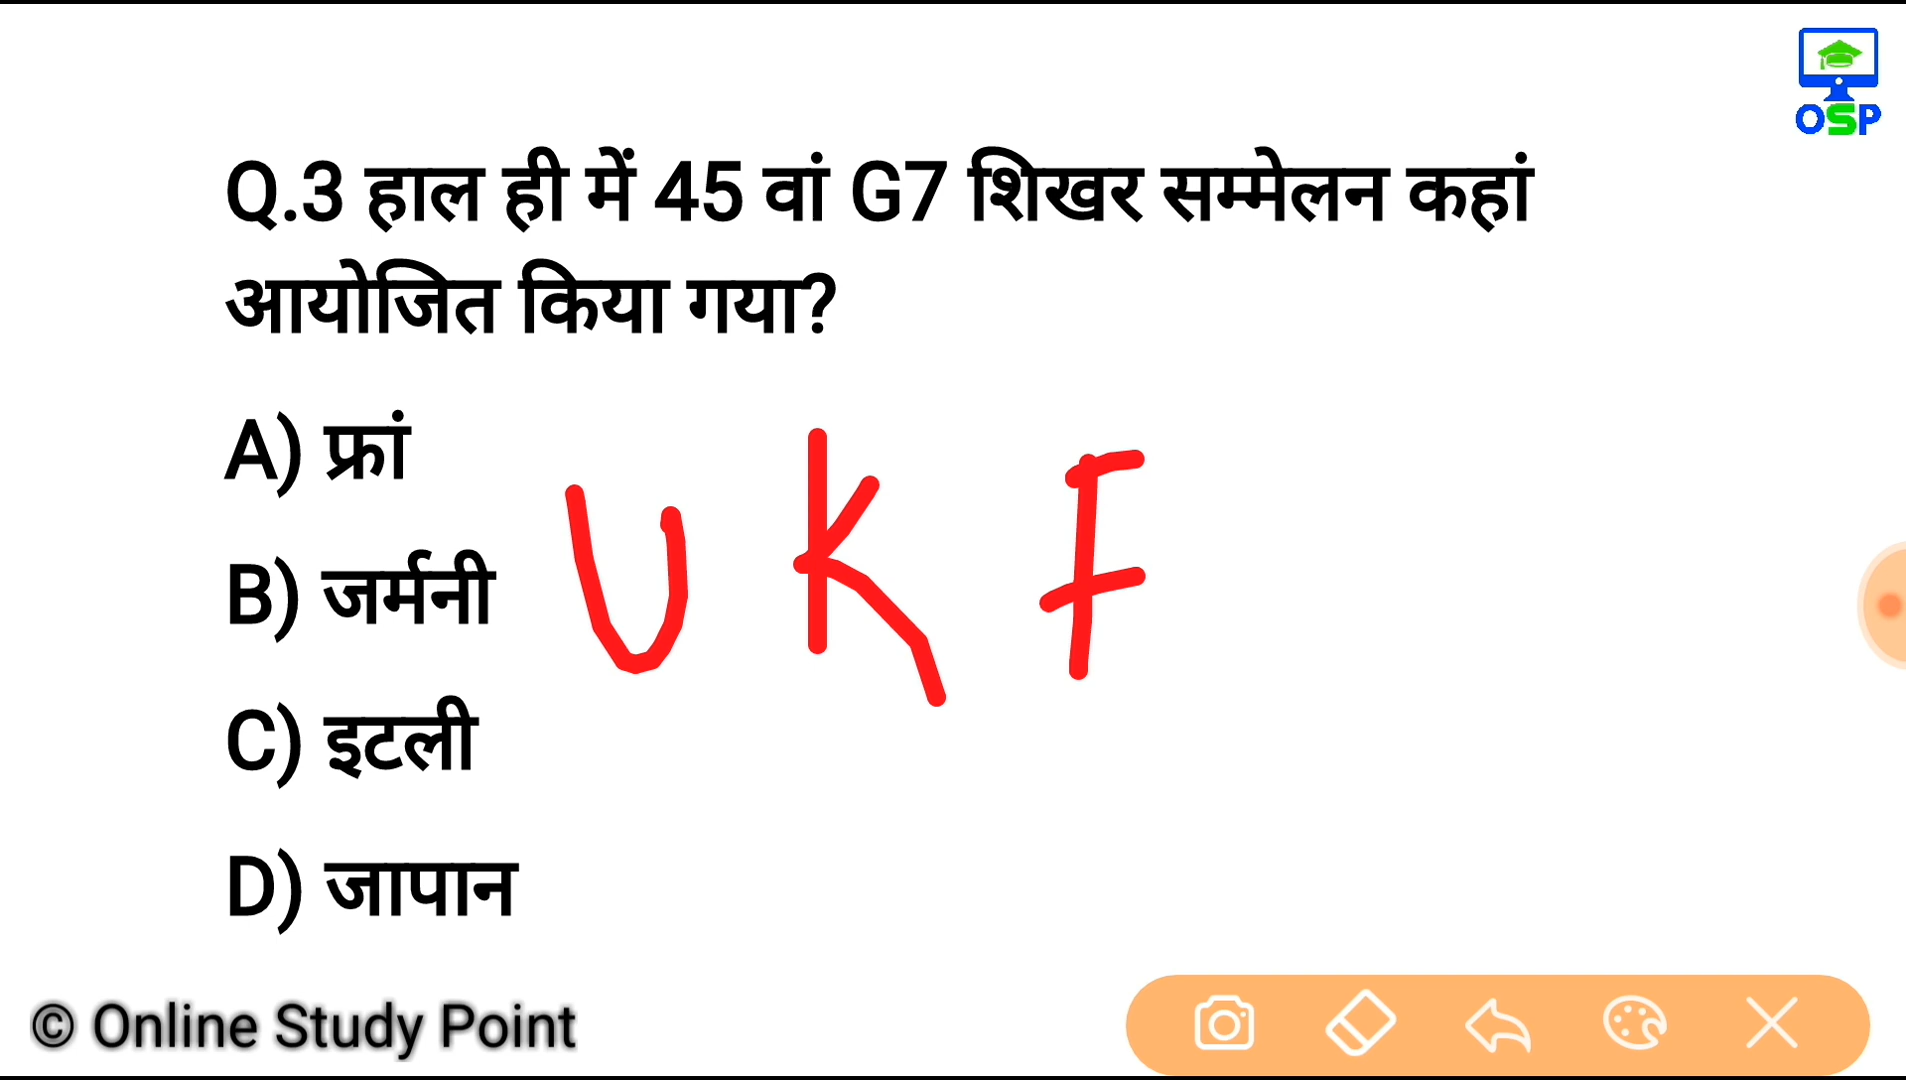 OSP
Q.3 हाल ही में 45 वां G7 शिखर सम्मेलन कहां
आयोजित किया गया?
A) फ्रां
B) जर्मनी
U K F
C) इटली
D) जापान
© Online Study Point